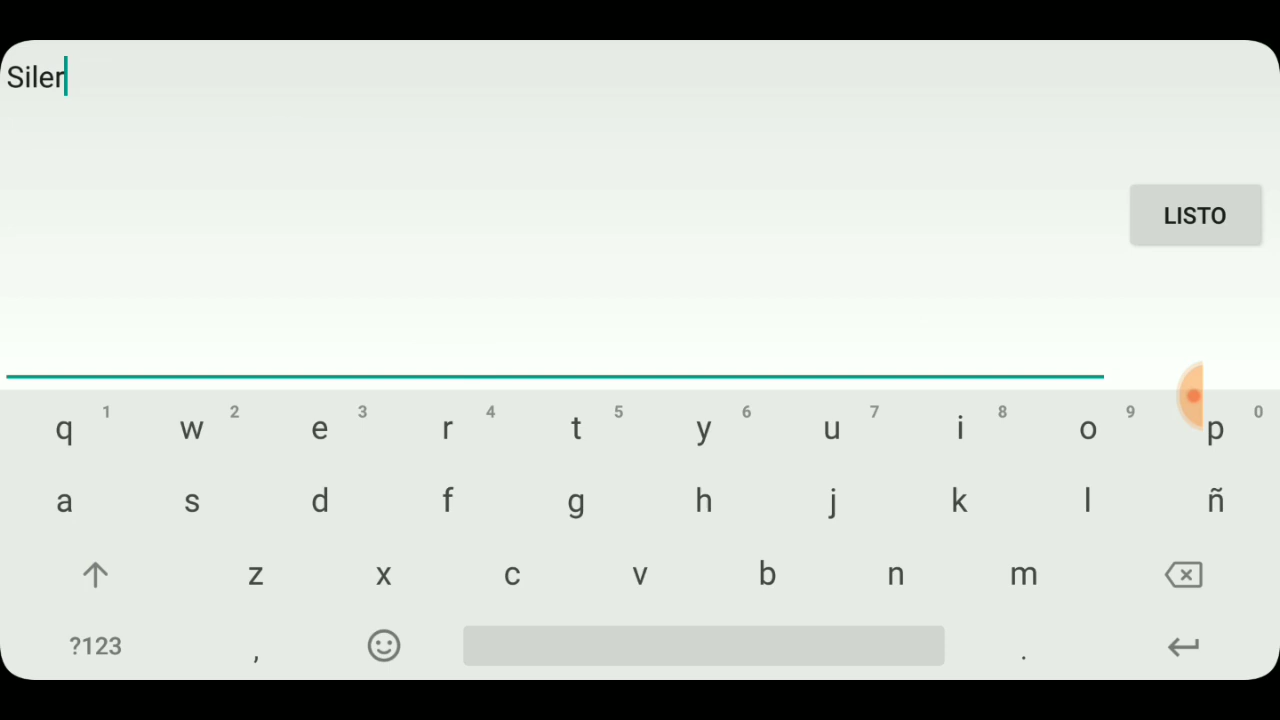 Siler
LISTO
q 1 w 2 e 3 r 4 t 5 y 6 u 7 i 8 o 9 p 0
a s d f g h j k l ñ
z x c v b n m
?123 , .